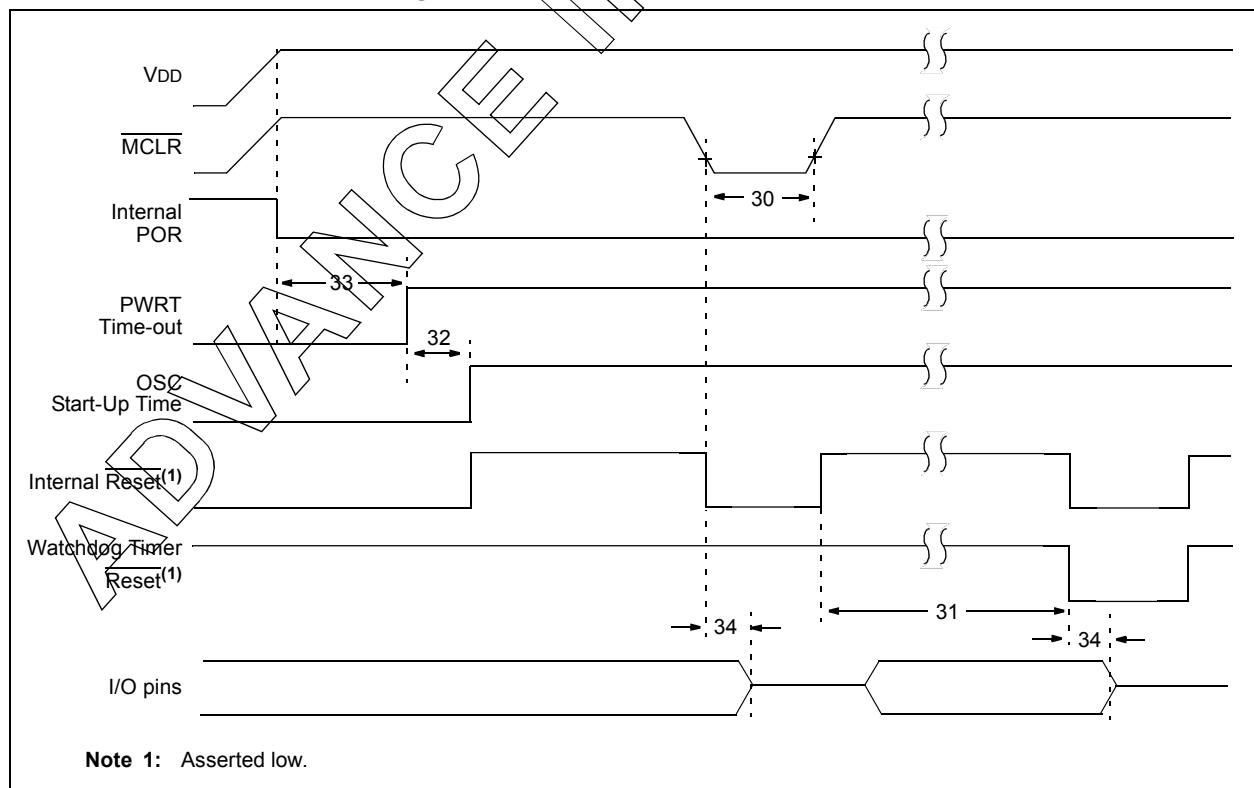 VDD
MCLR
30
Internal
POR
33
PWRT
Time-out
32
OSC
Start-Up Time
Internal Reset(1)
Watchdog Timer
Reset(1)
31
34
34
I/O pins
Note 1: Asserted low.
ADVANCE I